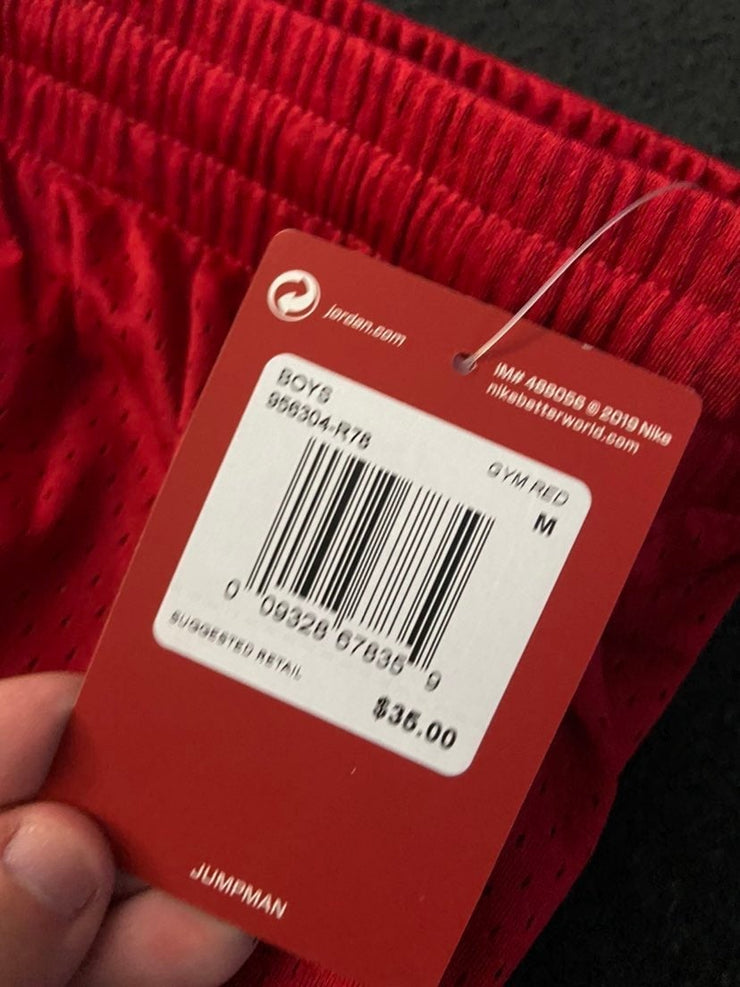 jordan.com
IM# 488056 © 2019 Nike
nikebetterworld.com
BOYS
956304-R78
GYM RED
M
0 09328 67835 9
SUGGESTED RETAIL
$35.00
JUMPMAN